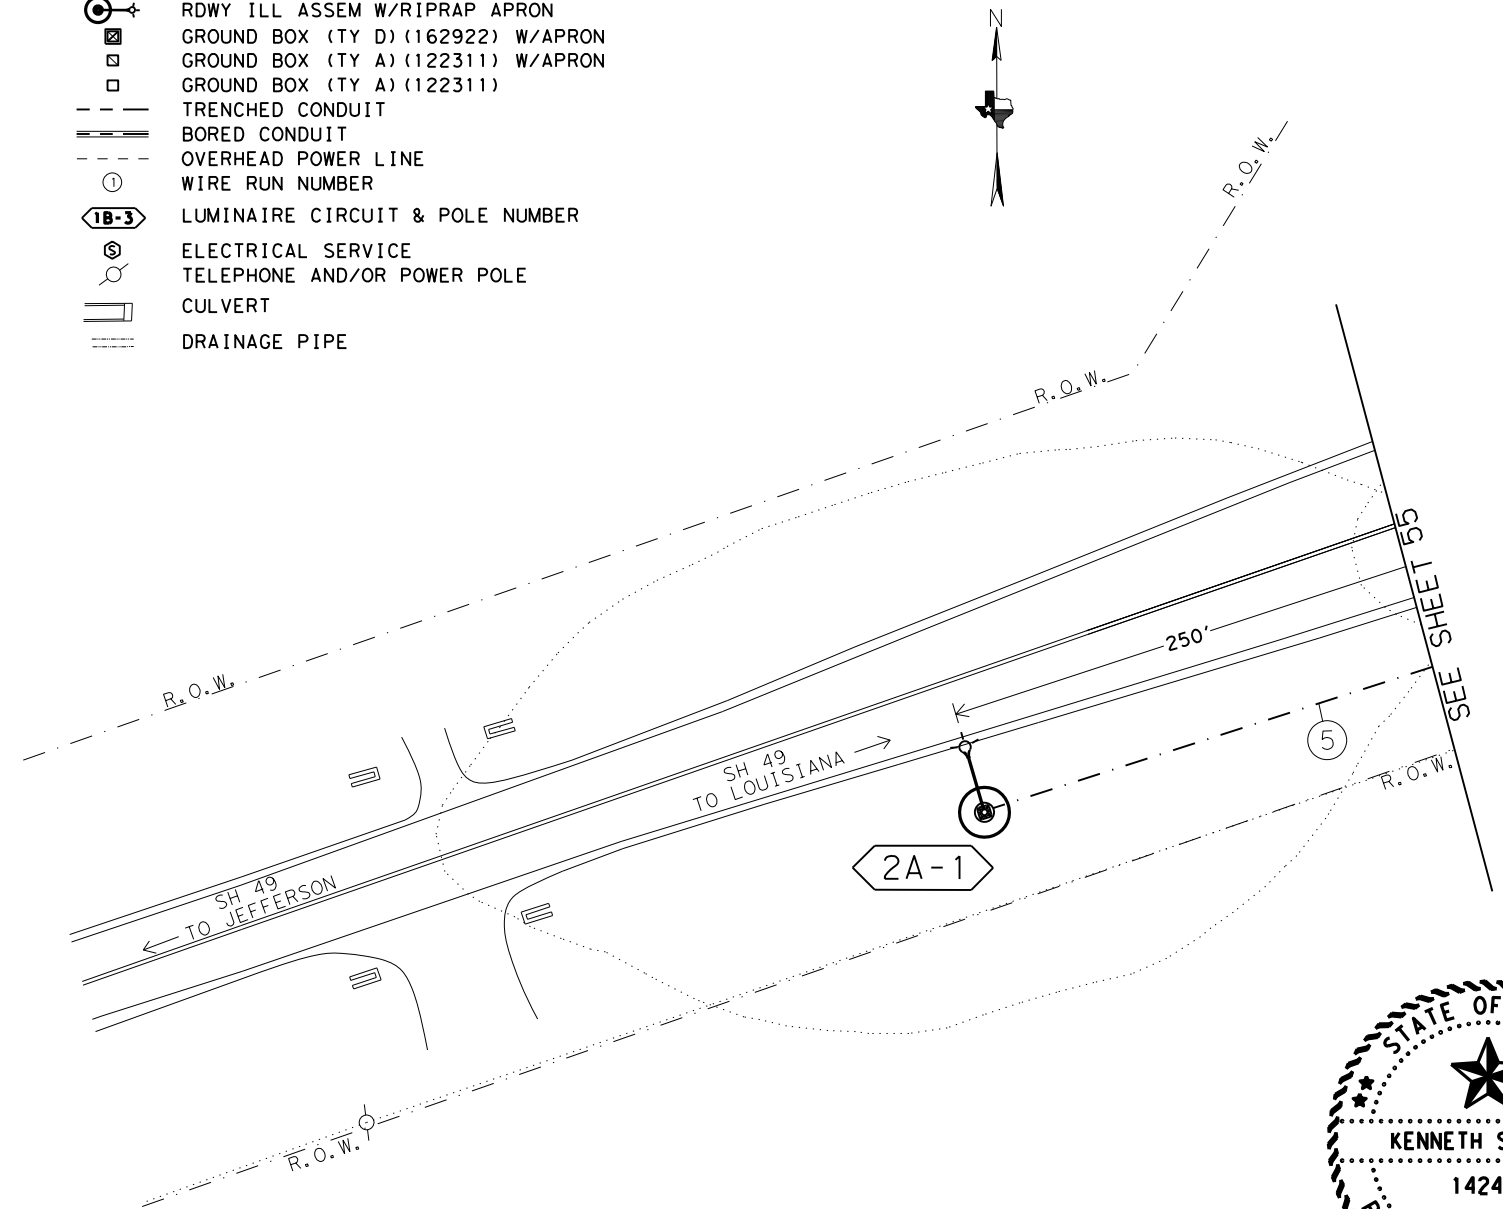 RDWY ILL ASSEM W/RIPRAP APRON
GROUND BOX (TY D)(162922) W/APRON
GROUND BOX (TY A)(122311) W/APRON
GROUND BOX (TY A)(122311)
TRENCHED CONDUIT
BORED CONDUIT
OVERHEAD POWER LINE
1 WIRE RUN NUMBER
1B-3 LUMINAIRE CIRCUIT & POLE NUMBER
S ELECTRICAL SERVICE
TELEPHONE AND/OR POWER POLE
CULVERT
DRAINAGE PIPE
N
R.O.W.
R.O.W.
R.O.W.
SEE SHEET 55
250'
5
R.O.W.
SH 49
TO LOUISIANA
2A-1
SH 49
TO JEFFERSON
R.O.W.
STATE OF
KENNETH S
1424